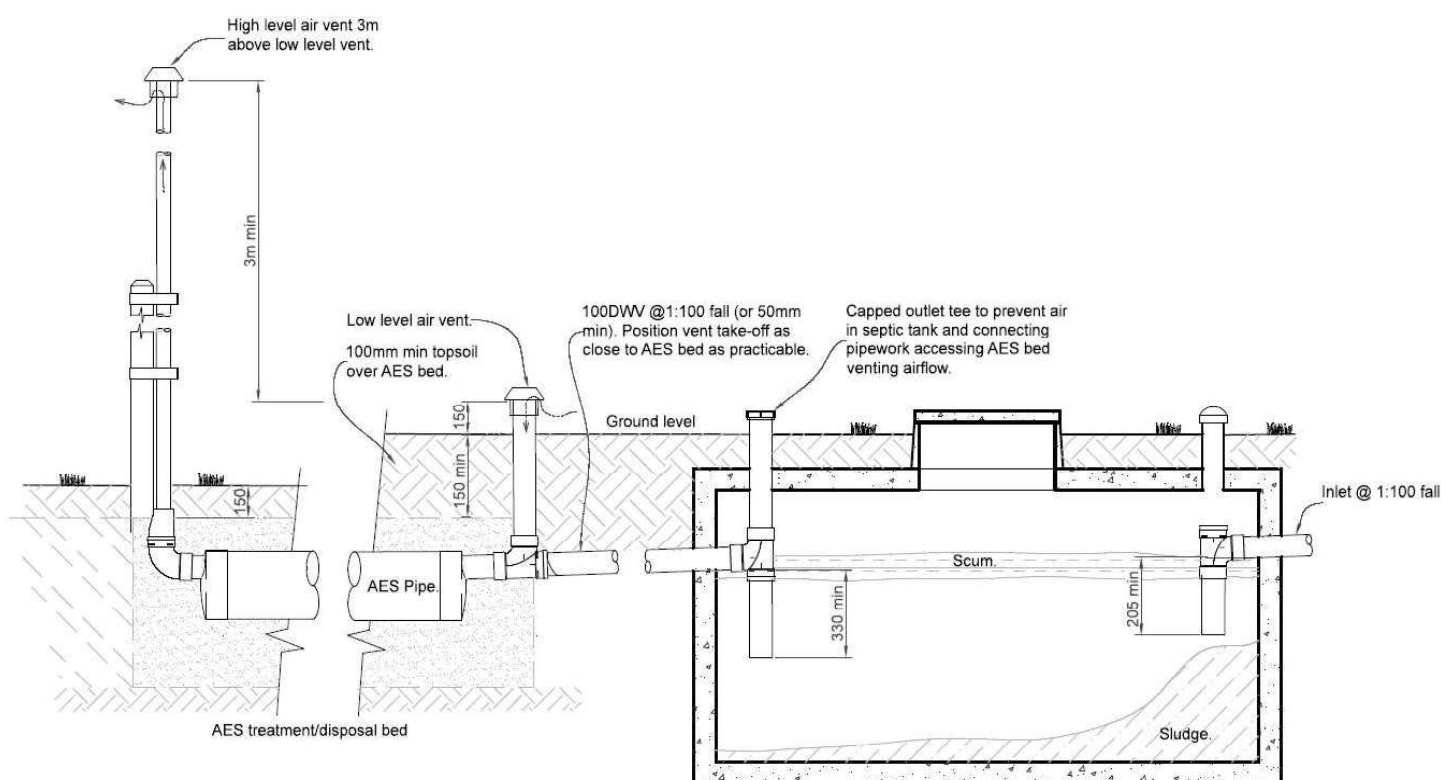 High level air vent 3m
above low level vent.
3m min
Low level air vent.
100mm min topsoil
over AES bed.
100DWV @1:100 fall (or 50mm
min). Position vent take-off as
close to AES bed as practicable.
Capped outlet tee to prevent air
in septic tank and connecting
pipework accessing AES bed
venting airflow.
150
Ground level
150 min
150
Inlet @ 1:100 fall
AES Pipe.
Scum.
330 min
205 min
AES treatment/disposal bed
Sludge.